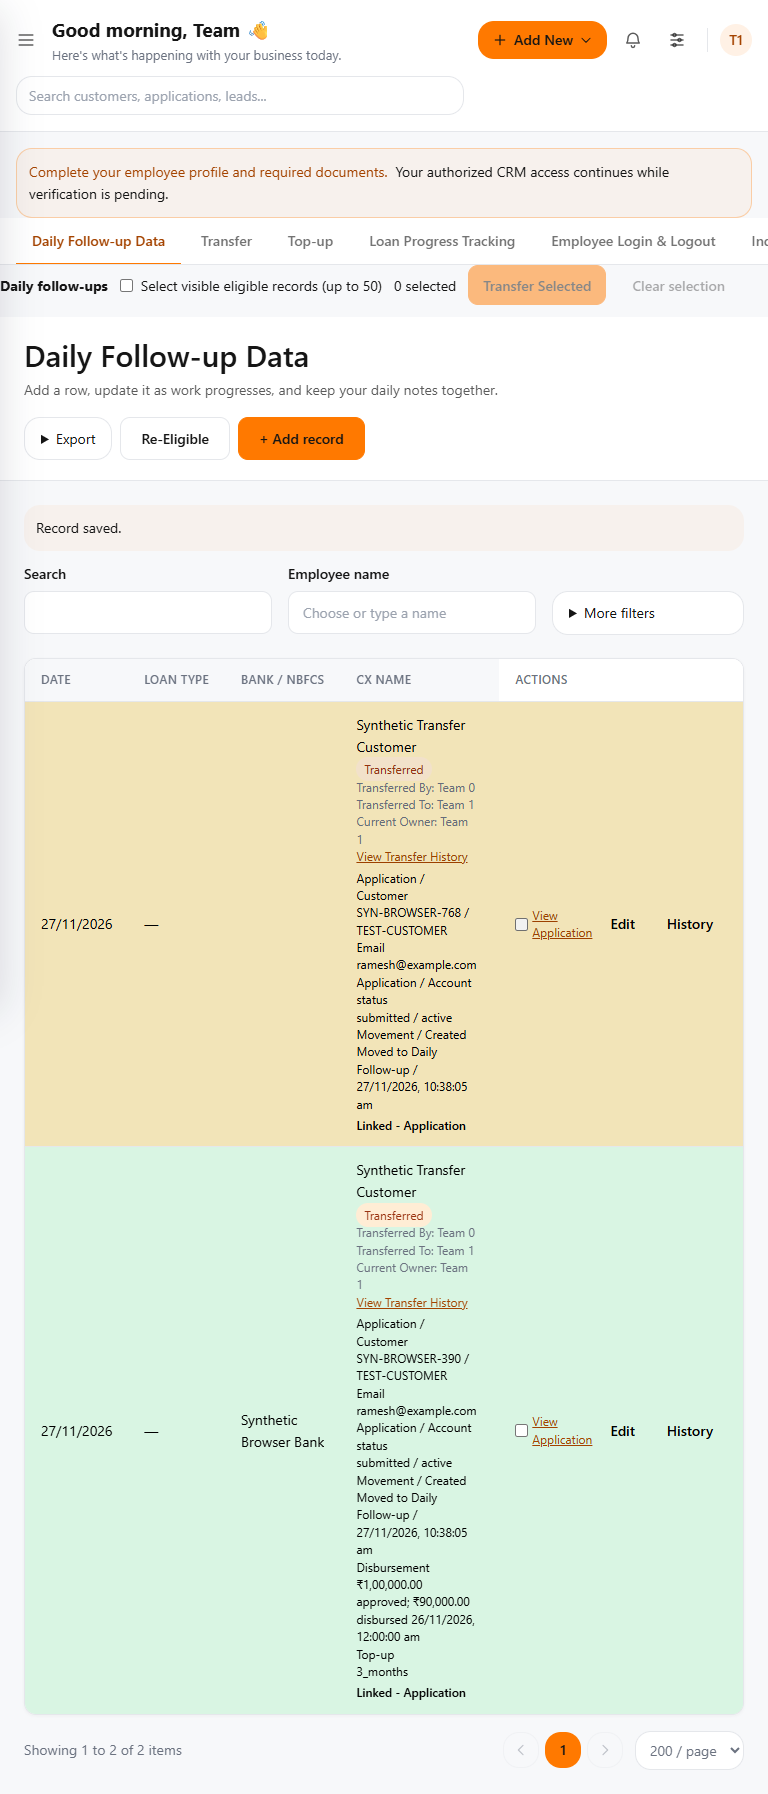 Good morning, Team 👋
Here's what's happening with your business today.
Add New
T1
Search customers, applications, leads...
Complete your employee profile and required documents. Your authorized CRM access continues while
verification is pending.
Daily Follow-up Data Transfer Top-up Loan Progress Tracking Employee Login & Logout
Daily follow-ups Select visible eligible records (up to 50) 0 selected Transfer Selected Clear selection
Daily Follow-up Data
Add a row, update it as work progresses, and keep your daily notes together.
Export Re-Eligible + Add record
Record saved.
Search Employee name
Choose or type a name More filters
DATE LOAN TYPE BANK / NBFCS CX NAME ACTIONS
Synthetic Transfer
Customer
Transferred
Transferred By: Team 0
Transferred To: Team 1
Current Owner: Team
1
View Transfer History
Application /
Customer
SYN-BROWSER-768 /
TEST-CUSTOMER
Email
ramesh@example.com
Application / Account
status
submitted / active
Movement / Created
Moved to Daily
Follow-up /
27/11/2026, 10:38:05
am
Linked - Application
27/11/2026 —
View
Application
Edit History
Synthetic Transfer
Customer
Transferred
Transferred By: Team 0
Transferred To: Team 1
Current Owner: Team
1
View Transfer History
Application /
Customer
SYN-BROWSER-390 /
TEST-CUSTOMER
Email
ramesh@example.com
Application / Account
status
submitted / active
Movement / Created
Moved to Daily
Follow-up /
27/11/2026, 10:38:05
am
Disbursement
₹1,00,000.00
approved; ₹90,000.00
disbursed 26/11/2026,
12:00:00 am
Top-up
3_months
Linked - Application
27/11/2026 —
Synthetic
Browser Bank
View
Application
Edit History
Showing 1 to 2 of 2 items 1 200 / page